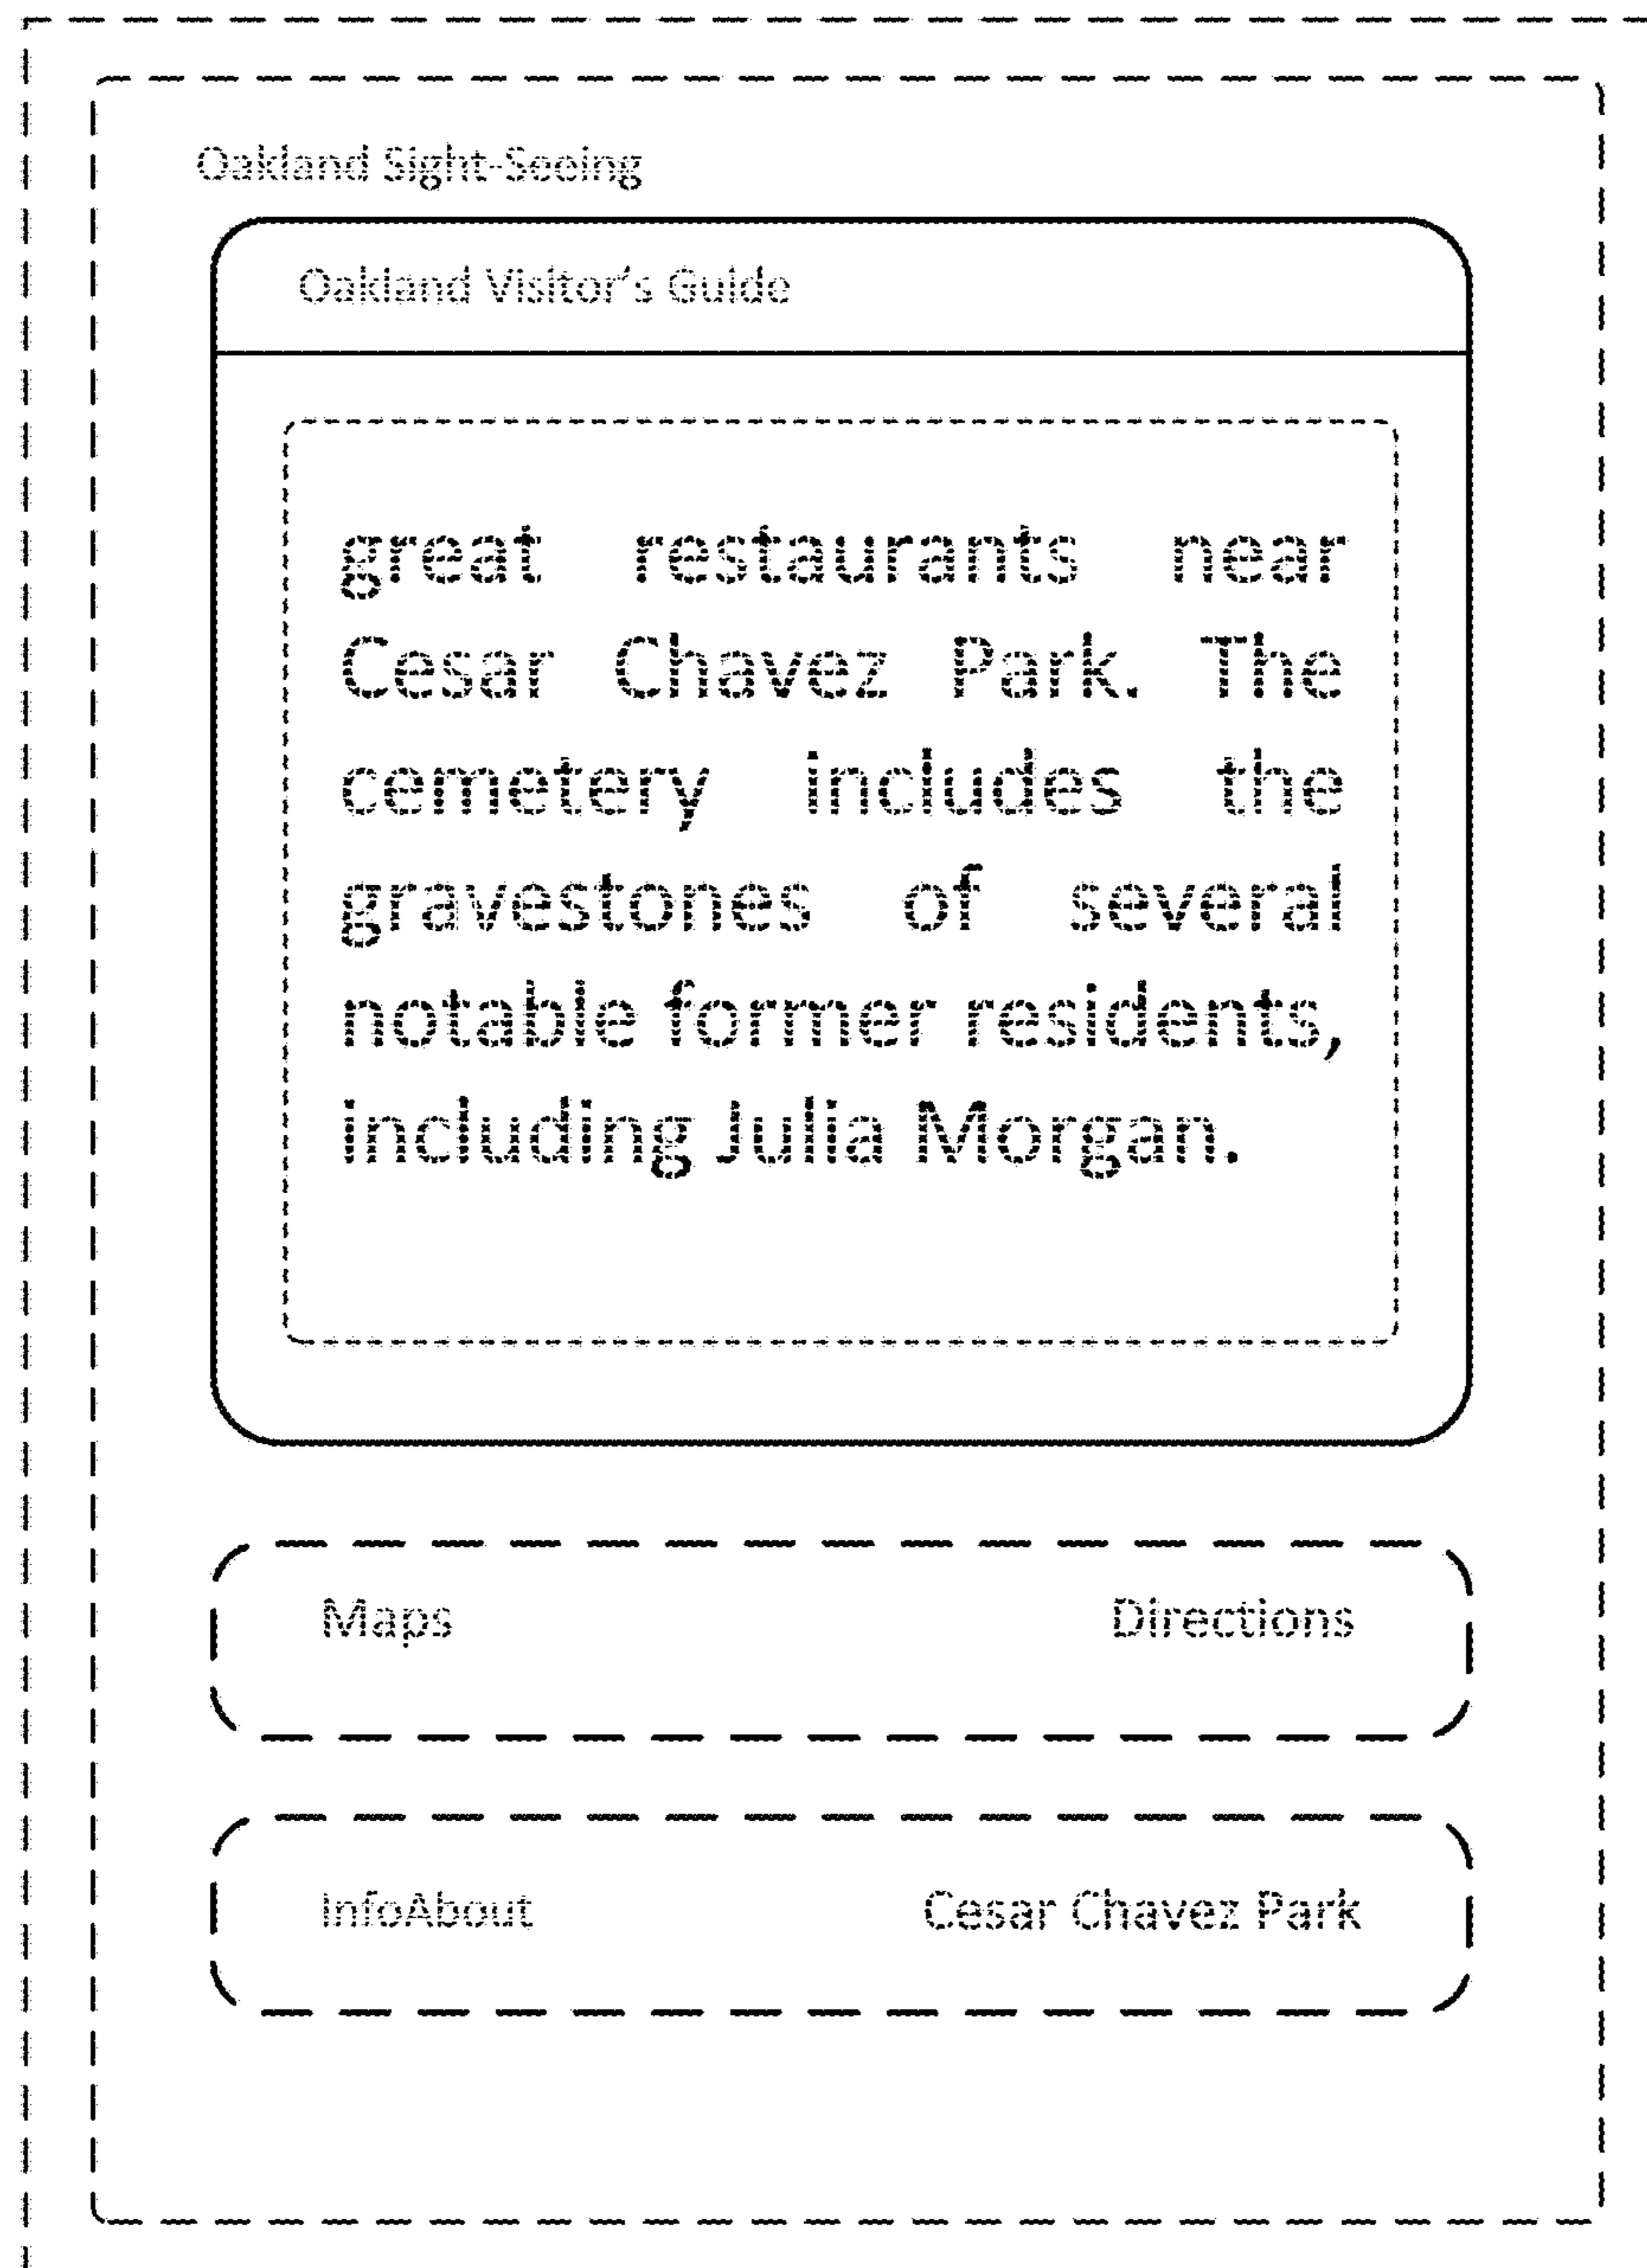 Oakland Sight-Seeing
Oakland Visitor's Guide
great restaurants near
Cesar Chavez Park. The
cemetery includes the
gravestones of several
notable former residents,
including Julia Morgan.
Maps Directions
InfoAbout Cesar Chavez Park